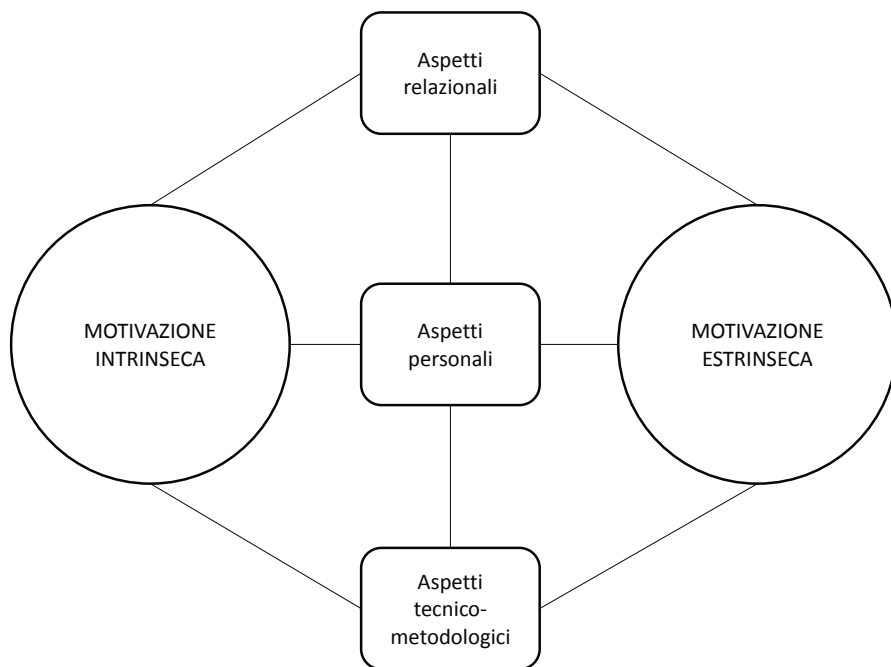 Aspetti
relazionali
MOTIVAZIONE
INTRINSECA
Aspetti
personali
MOTIVAZIONE
ESTRINSECA
Aspetti
tecnico-
metodologici